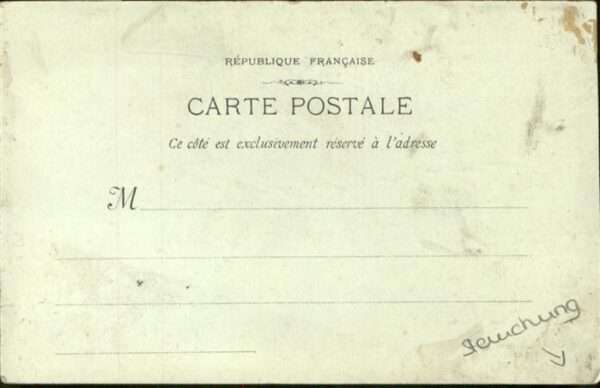 RÉPUBLIQUE FRANÇAISE
CARTE POSTALE
Ce côté est exclusivement réservé à l'adresse
M